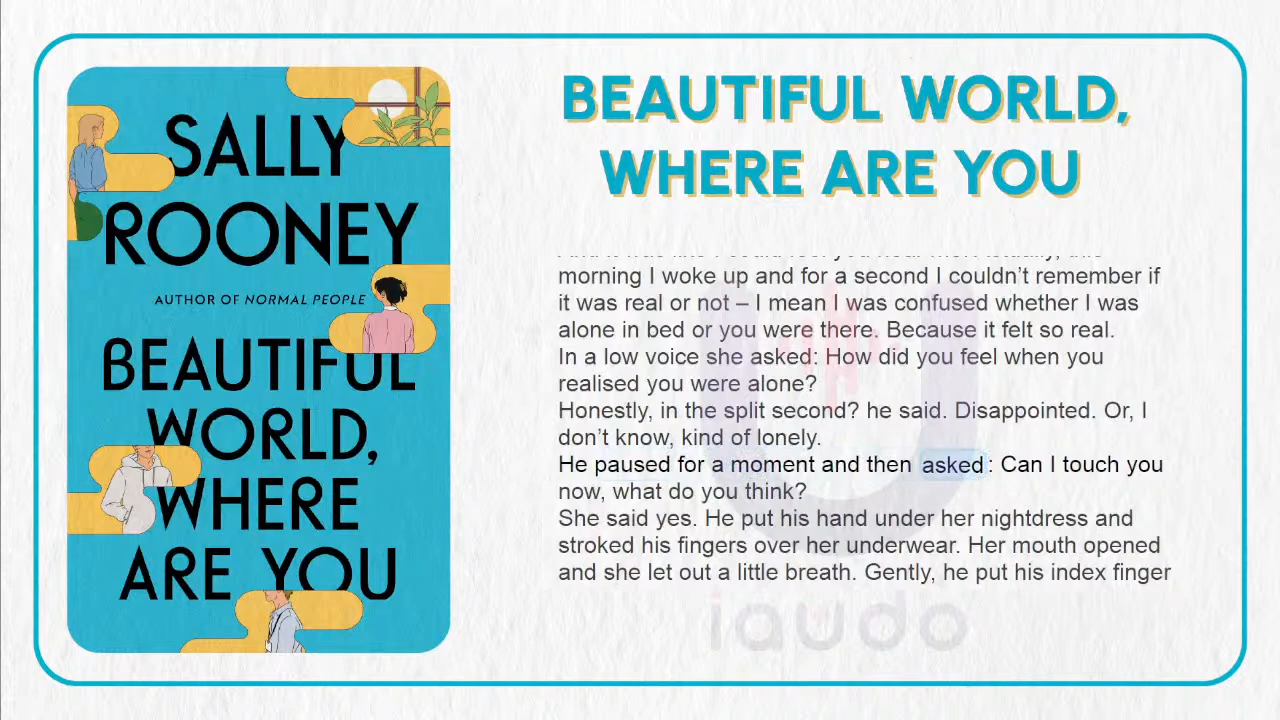 SALLY
ROONEY
AUTHOR OF NORMAL PEOPLE
BEAUTIFUL
WORLD,
WHERE
ARE YOU
BEAUTIFUL WORLD,
WHERE ARE YOU
morning I woke up and for a second I couldn’t remember if
it was real or not – I mean I was confused whether I was
alone in bed or you were there. Because it felt so real.
In a low voice she asked: How did you feel when you
realised you were alone?
Honestly, in the split second? he said. Disappointed. Or, I
don’t know, kind of lonely.
He paused for a moment and then asked: Can I touch you
now, what do you think?
She said yes. He put his hand under her nightdress and
stroked his fingers over her underwear. Her mouth opened
and she let out a little breath. Gently, he put his index finger
iaudo